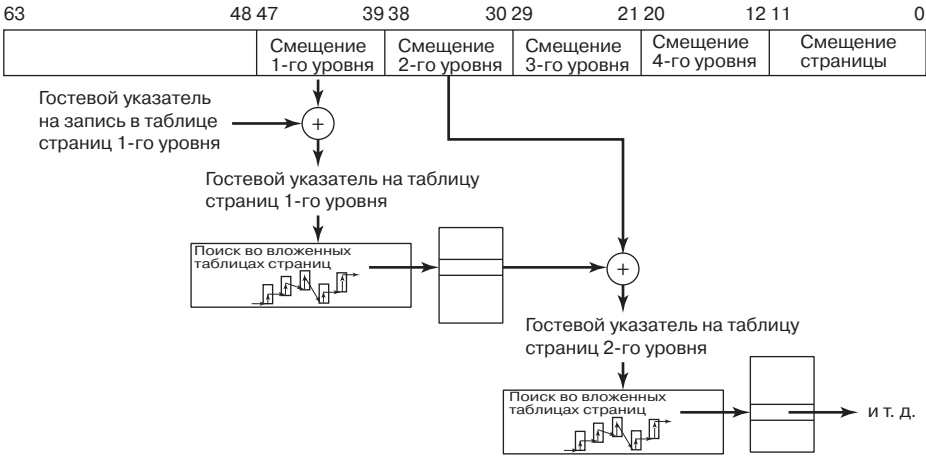 63 48 47 39 38 30 29 21 20 12 11 0
Смещение
1-го уровня
Смещение
2-го уровня
Смещение
3-го уровня
Смещение
4-го уровня
Смещение
страницы
Гостевой указатель
на запись в таблице
страниц 1-го уровня
+
Гостевой указатель на таблицу
страниц 1-го уровня
Поиск во вложенных
таблицах страниц
+
Гостевой указатель на таблицу
страниц 2-го уровня
Поиск во вложенных
таблицах страниц
и т. д.